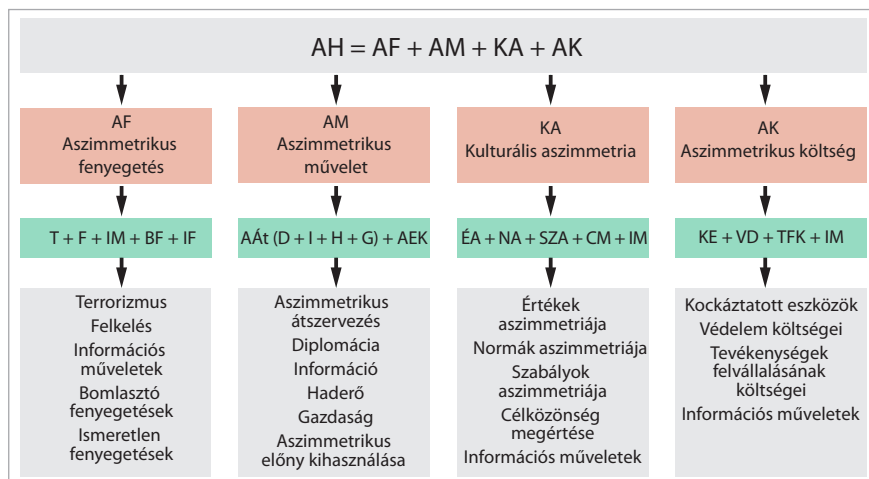 AH = AF + AM + KA + AK
AF
Aszimmetrikus
fenyegetés
AM
Aszimmetrikus
művelet
KA
Kulturális aszimmetria
AK
Aszimmetrikus költség
T + F + IM + BF + IF
AÁt (D + I + H + G) + AEK
ÉA + NA + SZA + CM + IM
KE + VD + TFK + IM
Terrorizmus
Felkelés
Információs
műveletek
Bomlasztó
fenyegetések
Ismeretlen
fenyegetések
Aszimmetrikus
átszervezés
Diplomácia
Információ
Haderő
Gazdaság
Aszimmetrikus
előny kihasználása
Értékek
aszimmetriája
Normák aszimmetriája
Szabályok
aszimmetriája
Célközönség
megértése
Információs műveletek
Kockáztatott eszközök
Védelem költségei
Tevékenységek
felvállalásának
költségei
Információs műveletek